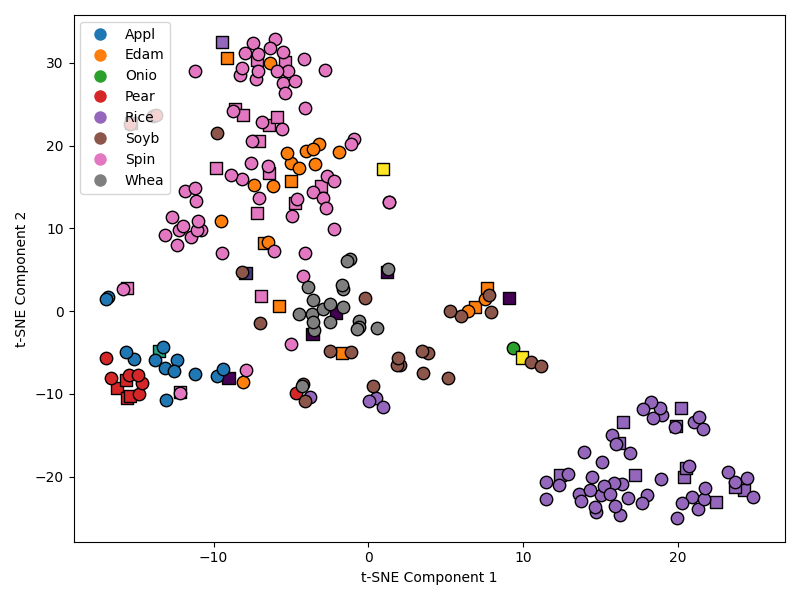 Appl
Edam
Onio
Pear
Rice
Soyb
Spin
Whea
30
20
10
0
−10
−20
−10
0
10
20
t-SNE Component 1
t-SNE Component 2